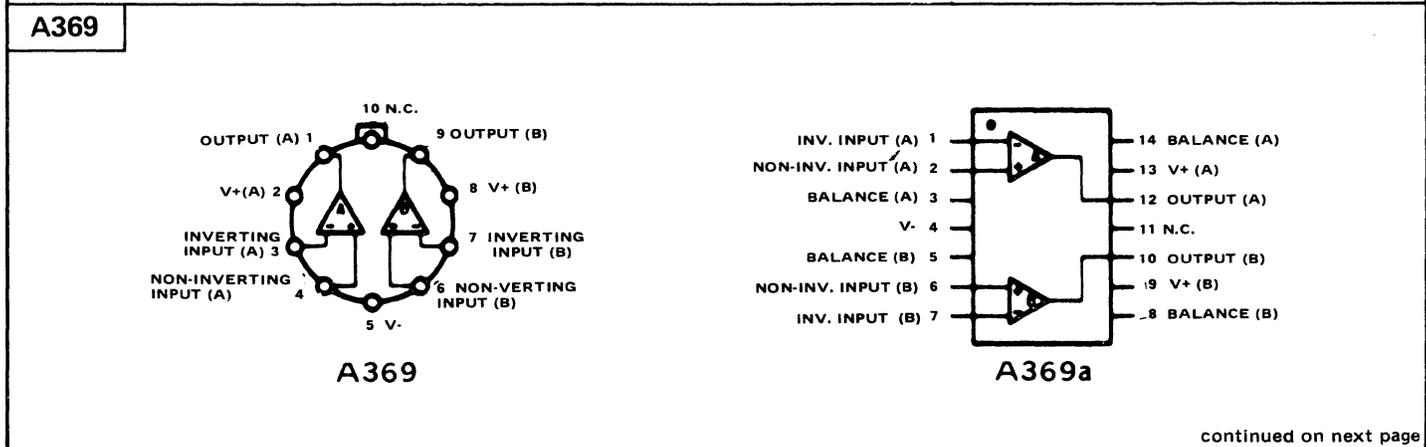 A369
10 N.C.
OUTPUT (A) 1
9 OUTPUT (B)
V+(A) 2
8 V+ (B)
A
- +
+ -
INVERTING
INPUT (A) 3
7 INVERTING
INPUT (B)
NON-INVERTING
INPUT (A)
4
6 NON-VERTING
INPUT (B)
5 V-
A369
INV. INPUT (A) 1
NON-INV. INPUT (A) 2
BALANCE (A) 3
V- 4
BALANCE (B) 5
NON-INV. INPUT (B) 6
INV. INPUT (B) 7
-
+
14 BALANCE (A)
13 V+ (A)
12 OUTPUT (A)
11 N.C.
10 OUTPUT (B)
9 V+ (B)
8 BALANCE (B)
A369a
continued on next page